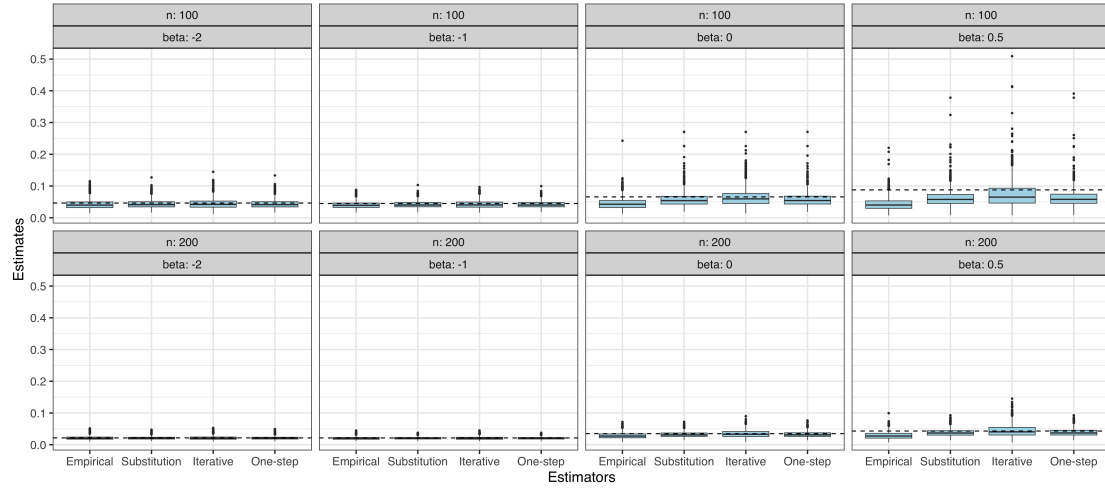 n: 100
n: 100
n: 100
n: 100
beta: -2
beta: -1
beta: 0
beta: 0.5
0.5
0.4
0.3
0.2
0.1
0.0
n: 200
n: 200
n: 200
n: 200
beta: -2
beta: -1
beta: 0
beta: 0.5
0.5
0.4
0.3
0.2
0.1
0.0
Estimates
Empirical Substitution Iterative One-step
Empirical Substitution Iterative One-step
Empirical Substitution Iterative One-step
Empirical Substitution Iterative One-step
Estimators